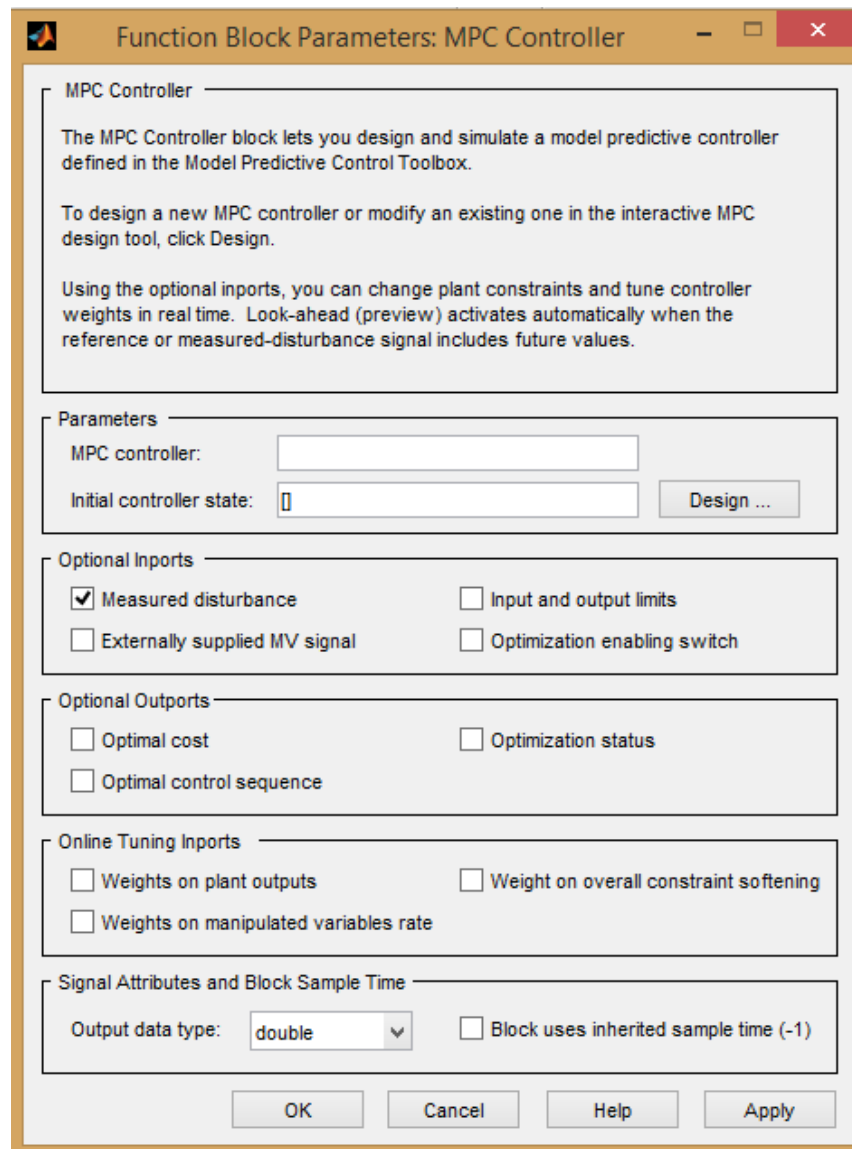 Function Block Parameters: MPC Controller
MPC Controller
The MPC Controller block lets you design and simulate a model predictive controller
defined in the Model Predictive Control Toolbox.
To design a new MPC controller or modify an existing one in the interactive MPC
design tool, click Design.
Using the optional inports, you can change plant constraints and tune controller
weights in real time. Look-ahead (preview) activates automatically when the
reference or measured-disturbance signal includes future values.
Parameters
MPC controller:
Initial controller state: [] Design ...
Optional Inports
Measured disturbance Input and output limits
Externally supplied MV signal Optimization enabling switch
Optional Outports
Optimal cost Optimization status
Optimal control sequence
Online Tuning Inports
Weights on plant outputs Weight on overall constraint softening
Weights on manipulated variables rate
Signal Attributes and Block Sample Time
Output data type: double Block uses inherited sample time (-1)
OK Cancel Help Apply